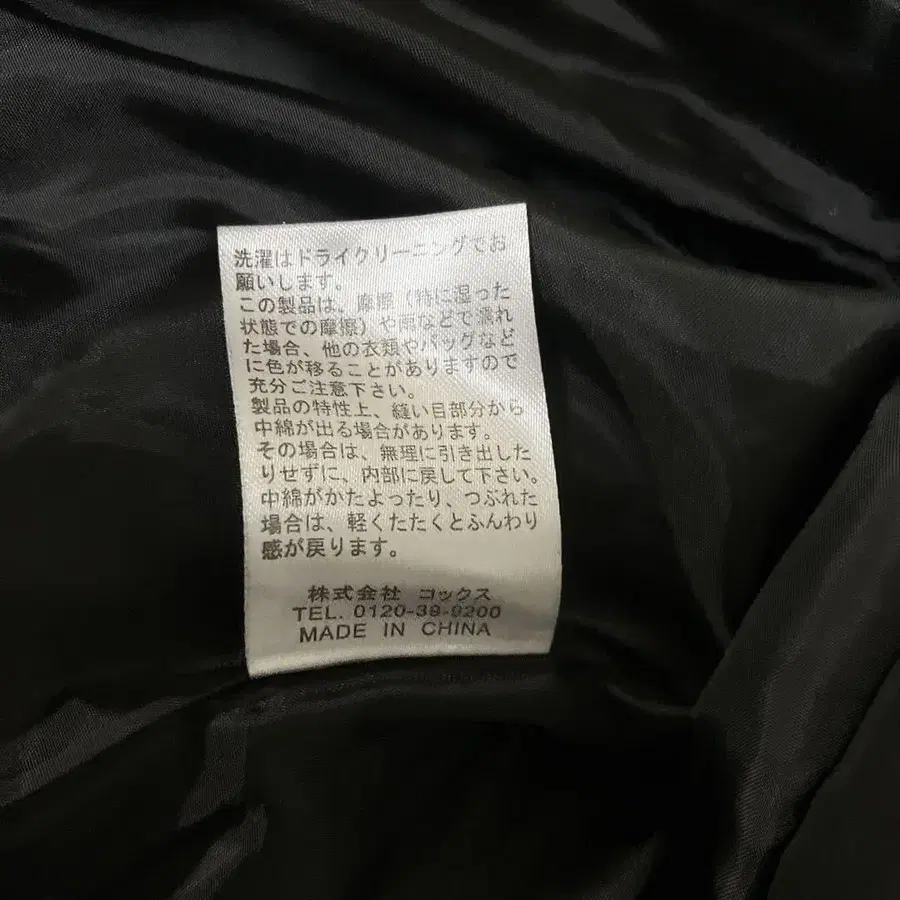 洗濯はドライクリーニングでお
願いします。
この製品は、摩擦（特に湿った
状態での摩擦）や雨などで濡れ
た場合、他の衣類やバッグなど
に色が移ることがありますので
充分ご注意下さい。
製品の特性上、縫い目部分から
中綿が出る場合があります。
その場合は、無理に引き出した
りせずに、内部に戻して下さい。
中綿がかたよったり、つぶれた
場合は、軽くたたくとふんわり
感が戻ります。
株式会社 コックス
TEL. 0120-39-9200
MADE IN CHINA